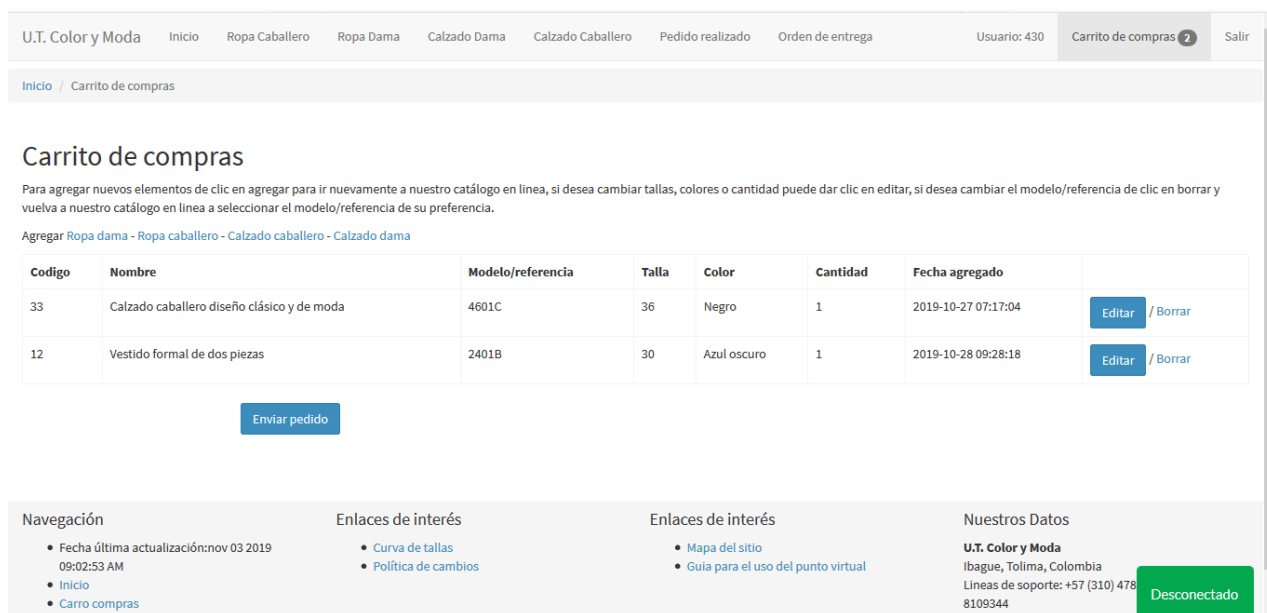 U.T. Color y Moda Inicio Ropa Caballero Ropa Dama Calzado Dama Calzado Caballero Pedido realizado Orden de entrega Usuario: 430 Carrito de compras 2 Salir
Inicio / Carrito de compras
Carrito de compras
Para agregar nuevos elementos de clic en agregar para ir nuevamente a nuestro catálogo en linea, si desea cambiar tallas, colores o cantidad puede dar clic en editar, si desea cambiar el modelo/referencia de clic en borrar y
vuelva a nuestro catálogo en linea a seleccionar el modelo/referencia de su preferencia.
Agregar Ropa dama - Ropa caballero - Calzado caballero - Calzado dama
Codigo Nombre Modelo/referencia Talla Color Cantidad Fecha agregado
33 Calzado caballero diseño clásico y de moda 4601C 36 Negro 1 2019-10-27 07:17:04 Editar / Borrar
12 Vestido formal de dos piezas 2401B 30 Azul oscuro 1 2019-10-28 09:28:18 Editar / Borrar
Enviar pedido
Navegación Enlaces de interés Enlaces de interés Nuestros Datos
• Fecha última actualización:nov 03 2019 • Curva de tallas • Mapa del sitio U.T. Color y Moda
09:02:53 AM • Política de cambios • Guia para el uso del punto virtual Ibague, Tolima, Colombia
• Inicio Lineas de soporte: +57 (310) 478
• Carro compras 8109344
Desconectado